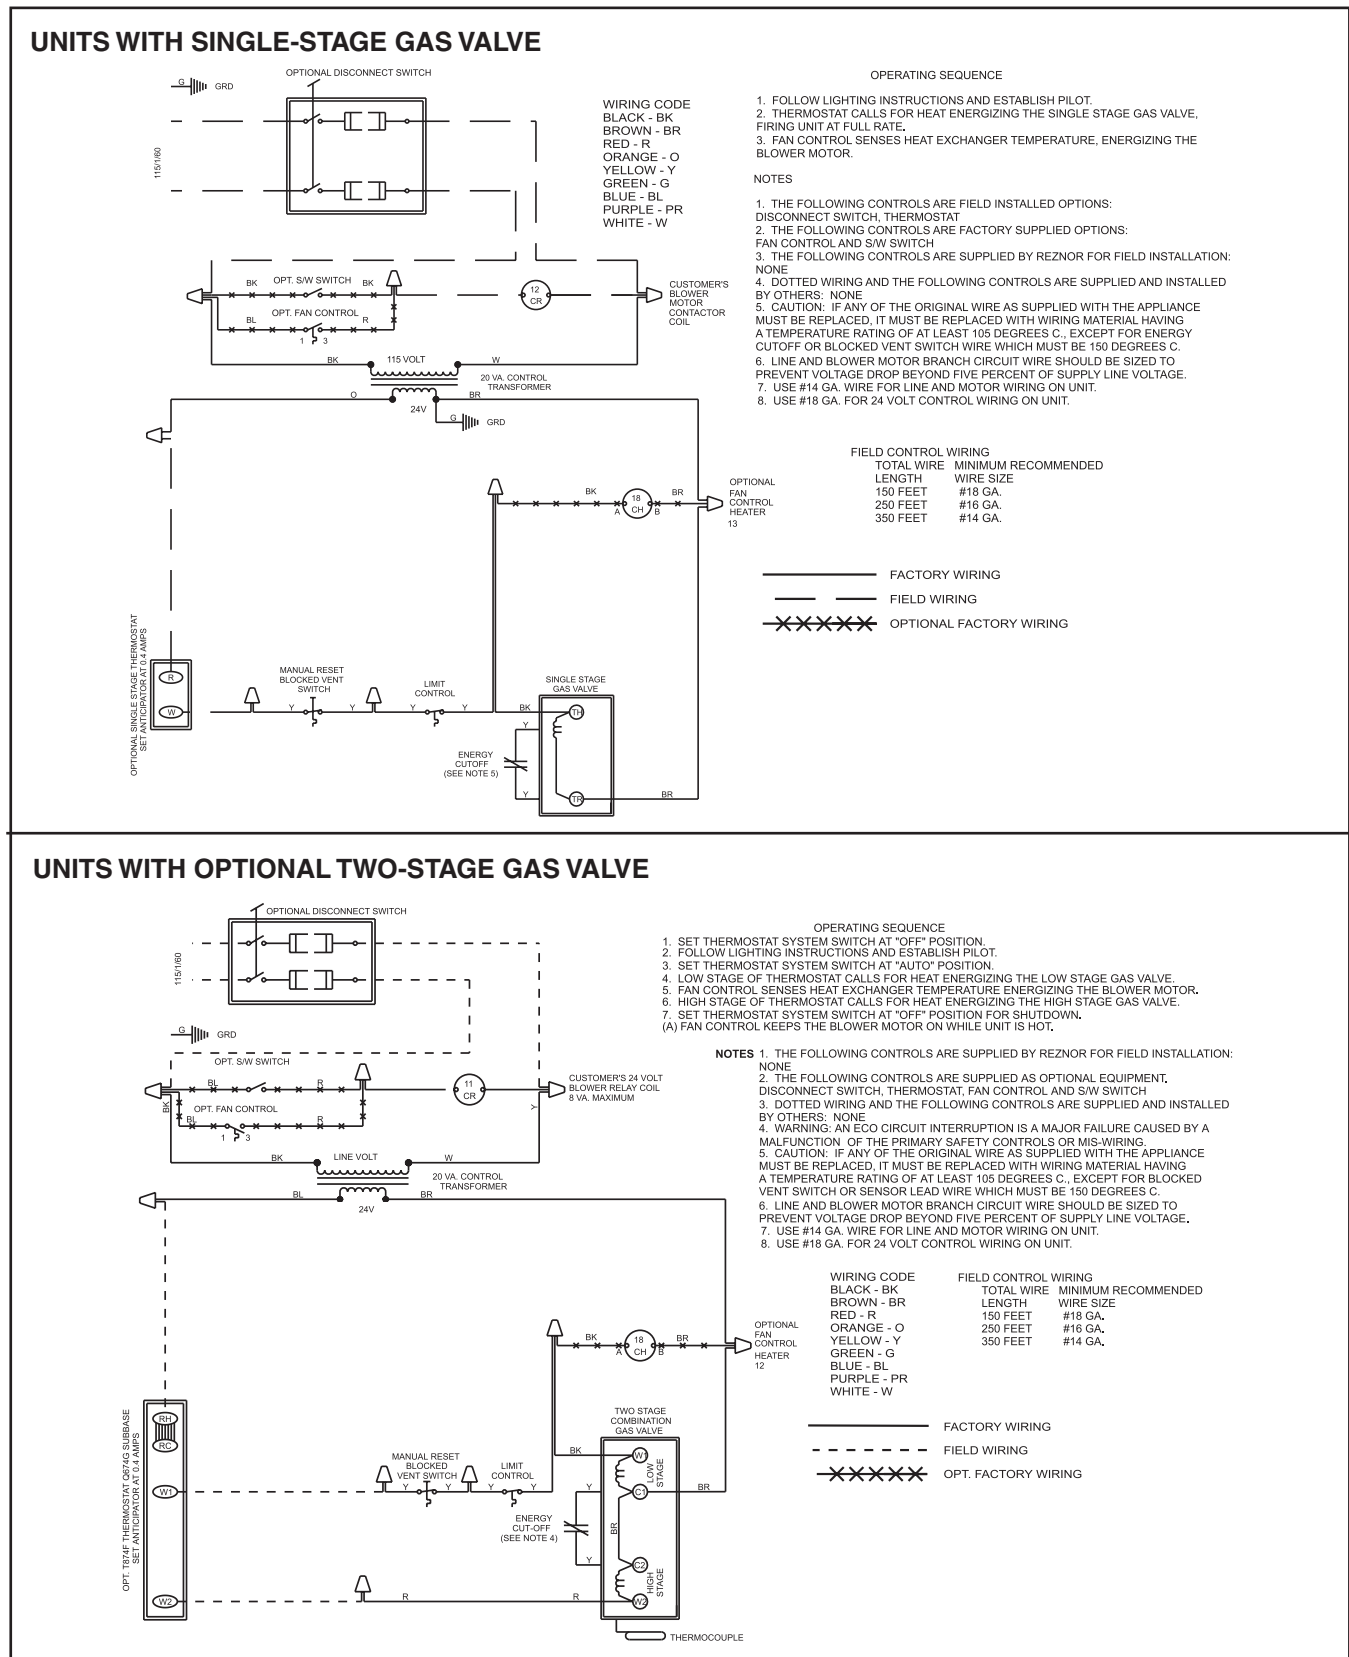 UNITS WITH SINGLE-STAGE GAS VALVE
OPTIONAL DISCONNECT SWITCH
G
GRD
115/1/60
WIRING CODE
BLACK - BK
BROWN - BR
RED - R
ORANGE - O
YELLOW - Y
GREEN - G
BLUE - BL
PURPLE - PR
WHITE - W
OPERATING SEQUENCE
1. FOLLOW LIGHTING INSTRUCTIONS AND ESTABLISH PILOT.
2. THERMOSTAT CALLS FOR HEAT ENERGIZING THE SINGLE STAGE GAS VALVE,
FIRING UNIT AT FULL RATE.
3. FAN CONTROL SENSES HEAT EXCHANGER TEMPERATURE, ENERGIZING THE
BLOWER MOTOR.
NOTES
1. THE FOLLOWING CONTROLS ARE FIELD INSTALLED OPTIONS:
DISCONNECT SWITCH, THERMOSTAT
2. THE FOLLOWING CONTROLS ARE FACTORY SUPPLIED OPTIONS:
FAN CONTROL AND S/W SWITCH
3. THE FOLLOWING CONTROLS ARE SUPPLIED BY REZNOR FOR FIELD INSTALLATION:
NONE
4. DOTTED WIRING AND THE FOLLOWING CONTROLS ARE SUPPLIED AND INSTALLED
BY OTHERS: NONE
5. CAUTION: IF ANY OF THE ORIGINAL WIRE AS SUPPLIED WITH THE APPLIANCE
MUST BE REPLACED, IT MUST BE REPLACED WITH WIRING MATERIAL HAVING
A TEMPERATURE RATING OF AT LEAST 105 DEGREES C., EXCEPT FOR ENERGY
CUTOFF OR BLOCKED VENT SWITCH WIRE WHICH MUST BE 150 DEGREES C.
6. LINE AND BLOWER MOTOR BRANCH CIRCUIT WIRE SHOULD BE SIZED TO
PREVENT VOLTAGE DROP BEYOND FIVE PERCENT OF SUPPLY LINE VOLTAGE.
7. USE #14 GA. WIRE FOR LINE AND MOTOR WIRING ON UNIT.
8. USE #18 GA. FOR 24 VOLT CONTROL WIRING ON UNIT.
OPT. S/W SWITCH
BK
BK
12
CR
CUSTOMER'S
BLOWER
MOTOR
CONTACTOR
COIL
OPT. FAN CONTROL
BL
R
1 3
BK
115 VOLT
W
20 VA. CONTROL
TRANSFORMER
O
24V
BR
G
GRD
FIELD CONTROL WIRING
TOTAL WIRE MINIMUM RECOMMENDED
LENGTH WIRE SIZE
150 FEET #18 GA.
250 FEET #16 GA.
350 FEET #14 GA.
BK
A
18
CH
B
BR
OPTIONAL
FAN
CONTROL
HEATER
13
FACTORY WIRING
FIELD WIRING
OPTIONAL FACTORY WIRING
OPTIONAL SINGLE STAGE THERMOSTAT
SET ANTICIPATOR AT 0.4 AMPS
R
W
MANUAL RESET
BLOCKED VENT
SWITCH
Y
Y
LIMIT
CONTROL
Y
Y
SINGLE STAGE
GAS VALVE
BK
TH
Y
ENERGY
CUTOFF
(SEE NOTE 5)
Y
TR
BR
UNITS WITH OPTIONAL TWO-STAGE GAS VALVE
OPTIONAL DISCONNECT SWITCH
115/1/60
G
GRD
OPERATING SEQUENCE
1. SET THERMOSTAT SYSTEM SWITCH AT "OFF" POSITION.
2. FOLLOW LIGHTING INSTRUCTIONS AND ESTABLISH PILOT.
3. SET THERMOSTAT SYSTEM SWITCH AT "AUTO" POSITION.
4. LOW STAGE OF THERMOSTAT CALLS FOR HEAT ENERGIZING THE LOW STAGE GAS VALVE.
5. FAN CONTROL SENSES HEAT EXCHANGER TEMPERATURE ENERGIZING THE BLOWER MOTOR.
6. HIGH STAGE OF THERMOSTAT CALLS FOR HEAT ENERGIZING THE HIGH STAGE GAS VALVE.
7. SET THERMOSTAT SYSTEM SWITCH AT "OFF" POSITION FOR SHUTDOWN.
(A) FAN CONTROL KEEPS THE BLOWER MOTOR ON WHILE UNIT IS HOT.
NOTES 1. THE FOLLOWING CONTROLS ARE SUPPLIED BY REZNOR FOR FIELD INSTALLATION:
NONE
2. THE FOLLOWING CONTROLS ARE SUPPLIED AS OPTIONAL EQUIPMENT.
DISCONNECT SWITCH, THERMOSTAT, FAN CONTROL AND S/W SWITCH
3. DOTTED WIRING AND THE FOLLOWING CONTROLS ARE SUPPLIED AND INSTALLED
BY OTHERS: NONE
4. WARNING: AN ECO CIRCUIT INTERRUPTION IS A MAJOR FAILURE CAUSED BY A
MALFUNCTION OF THE PRIMARY SAFETY CONTROLS OR MIS-WIRING.
5. CAUTION: IF ANY OF THE ORIGINAL WIRE AS SUPPLIED WITH THE APPLIANCE
MUST BE REPLACED, IT MUST BE REPLACED WITH WIRING MATERIAL HAVING
A TEMPERATURE RATING OF AT LEAST 105 DEGREES C., EXCEPT FOR BLOCKED
VENT SWITCH OR SENSOR LEAD WIRE WHICH MUST BE 150 DEGREES C.
6. LINE AND BLOWER MOTOR BRANCH CIRCUIT WIRE SHOULD BE SIZED TO
PREVENT VOLTAGE DROP BEYOND FIVE PERCENT OF SUPPLY LINE VOLTAGE.
7. USE #14 GA. WIRE FOR LINE AND MOTOR WIRING ON UNIT.
8. USE #18 GA. FOR 24 VOLT CONTROL WIRING ON UNIT.
OPT. S/W SWITCH
BL
R
11
CR
CUSTOMER'S 24 VOLT
BLOWER RELAY COIL
8 VA. MAXIMUM
BK
OPT. FAN CONTROL
BL
R
1 3
Y
BK
LINE VOLT
W
20 VA. CONTROL
TRANSFORMER
BL
24V
BR
WIRING CODE
BLACK - BK
BROWN - BR
RED - R
ORANGE - O
YELLOW - Y
GREEN - G
BLUE - BL
PURPLE - PR
WHITE - W
FIELD CONTROL WIRING
TOTAL WIRE MINIMUM RECOMMENDED
LENGTH WIRE SIZE
150 FEET #18 GA.
250 FEET #16 GA.
350 FEET #14 GA.
BK
A
18
CH
B
BR
OPTIONAL
FAN
CONTROL
HEATER
12
FACTORY WIRING
FIELD WIRING
OPT. FACTORY WIRING
OPT. T874F THERMOSTAT Q674G SUBBASE
SET ANTICIPATOR AT 0.4 AMPS
RH
RC
W1
W2
MANUAL RESET
BLOCKED
VENT SWITCH
Y
Y
LIMIT
CONTROL
Y
Y
TWO STAGE
COMBINATION
GAS VALVE
BK
W1
LOW
STAGE
C1
BR
Y
ENERGY
CUT-OFF
(SEE NOTE 4)
Y
BR
C2
HIGH
STAGE
W2
R
R
THERMOCOUPLE